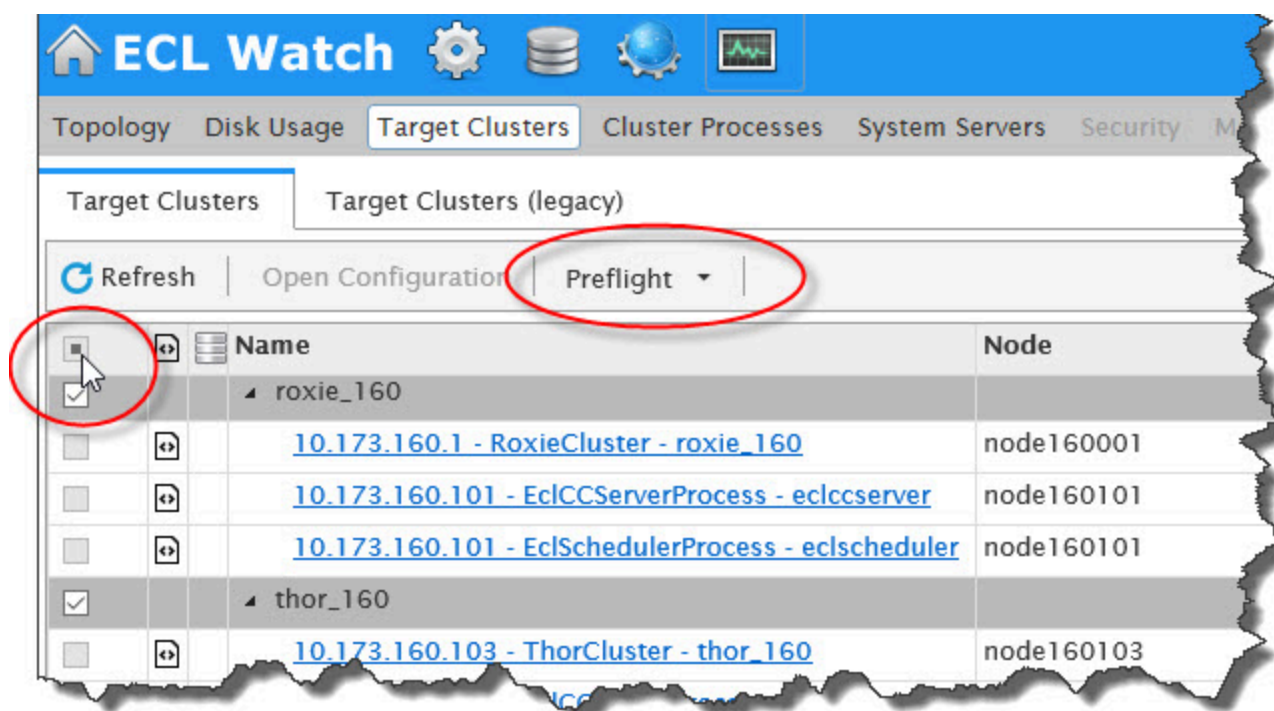 ECL Watch
Topology Disk Usage Target Clusters Cluster Processes System Servers Security
Target Clusters Target Clusters (legacy)
Refresh Open Configuration Preflight
Name Node
roxie_160
10.173.160.1 - RoxieCluster - roxie_160 node160001
10.173.160.101 - EclCCServerProcess - eclccserver node160101
10.173.160.101 - EclSchedulerProcess - eclscheduler node160101
thor_160
10.173.160.103 - ThorCluster - thor_160 node160103